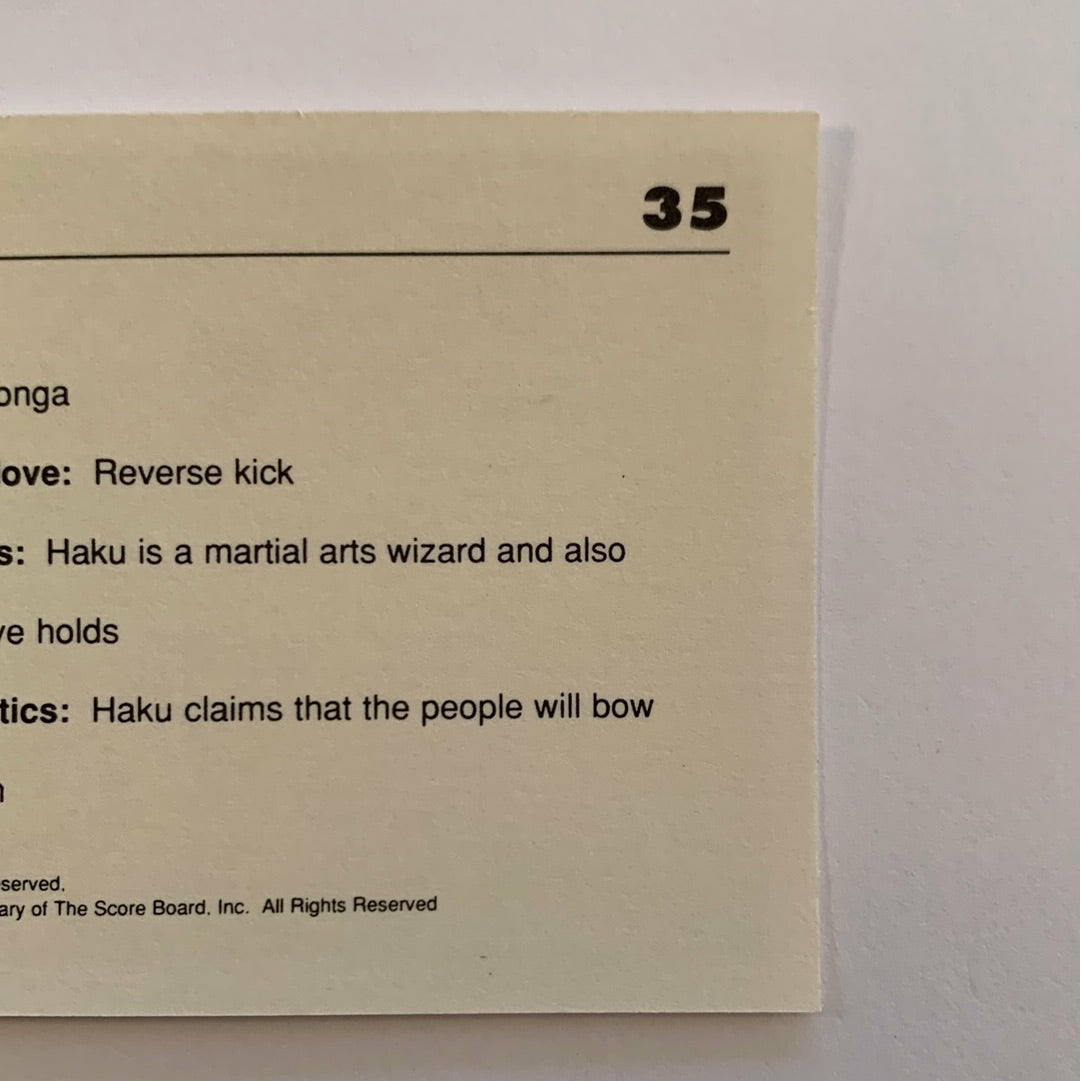 35
onga
ove: Reverse kick
s: Haku is a martial arts wizard and also
ve holds
tics: Haku claims that the people will bow
served.
ary of The Score Board, Inc. All Rights Reserved